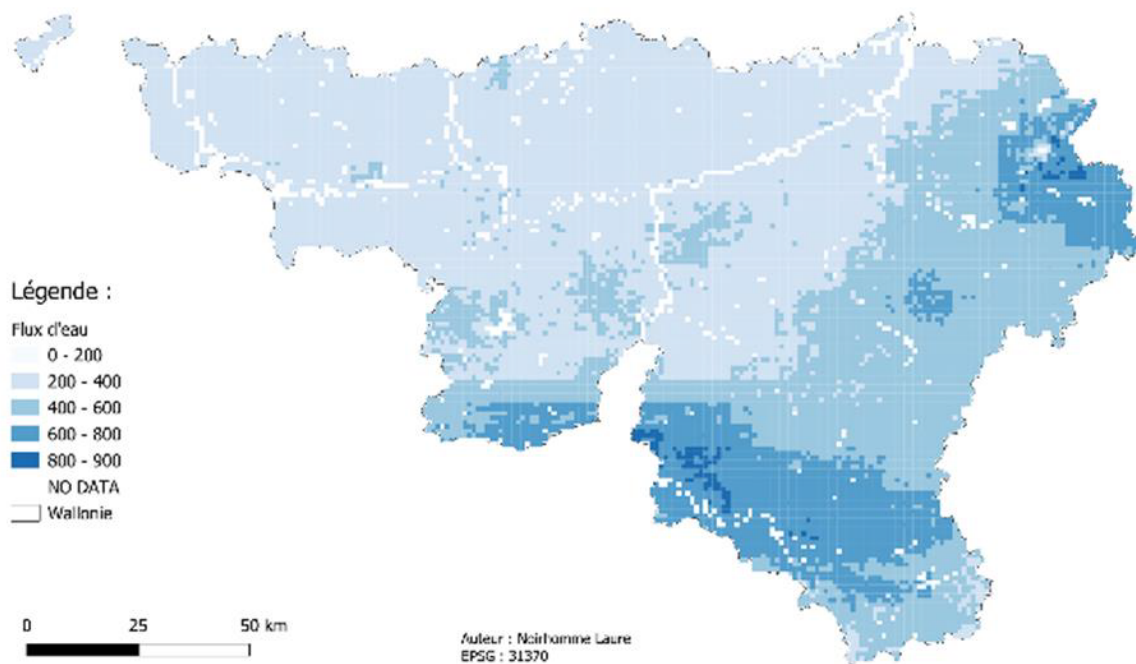 Légende :
Flux d'eau
0 - 200
200 - 400
400 - 600
600 - 800
800 - 900
NO DATA
Wallonie
0 25 50 km
Auteur : Noirhomme Laure
EPSG : 31370